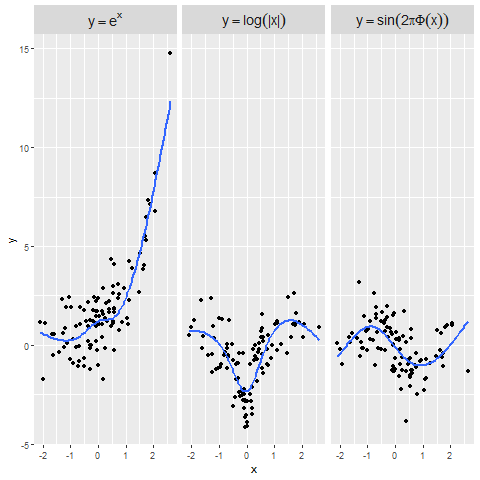 y = eˣ
y = log(|x|)
y = sin(2πΦ(x))
15
10
5
0
-5
y
-2 -1 0 1 2
-2 -1 0 1 2
-2 -1 0 1 2
x